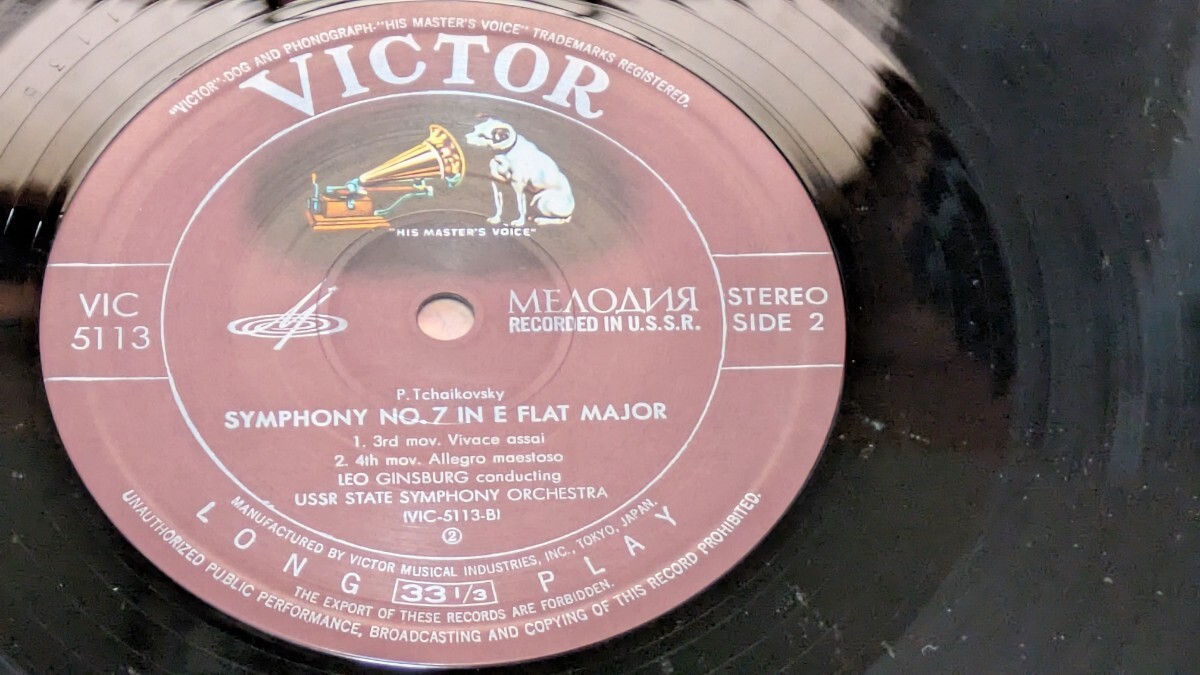 "VICTOR"-DOG AND PHONOGRAPH-"HIS MASTER'S VOICE" TRADEMARKS REGISTERED.
VICTOR
"HIS MASTER'S VOICE"
VIC
5113
МЕЛОДИЯ
RECORDED IN U.S.S.R.
STEREO
SIDE 2
P. Tchaikovsky
SYMPHONY NO. 7 IN E FLAT MAJOR
1. 3rd mov. Vivace assai
2. 4th mov. Allegro maestoso
LEO GINSBURG conducting
USSR STATE SYMPHONY ORCHESTRA
(VIC-5113-B)
②
MANUFACTURED BY VICTOR MUSICAL INDUSTRIES, INC., TOKYO, JAPAN.
LONG 33 1/3 PLAY
THE EXPORT OF THESE RECORDS ARE FORBIDDEN.
UNAUTHORIZED PUBLIC PERFORMANCE, BROADCASTING AND COPYING OF THIS RECORD PROHIBITED.